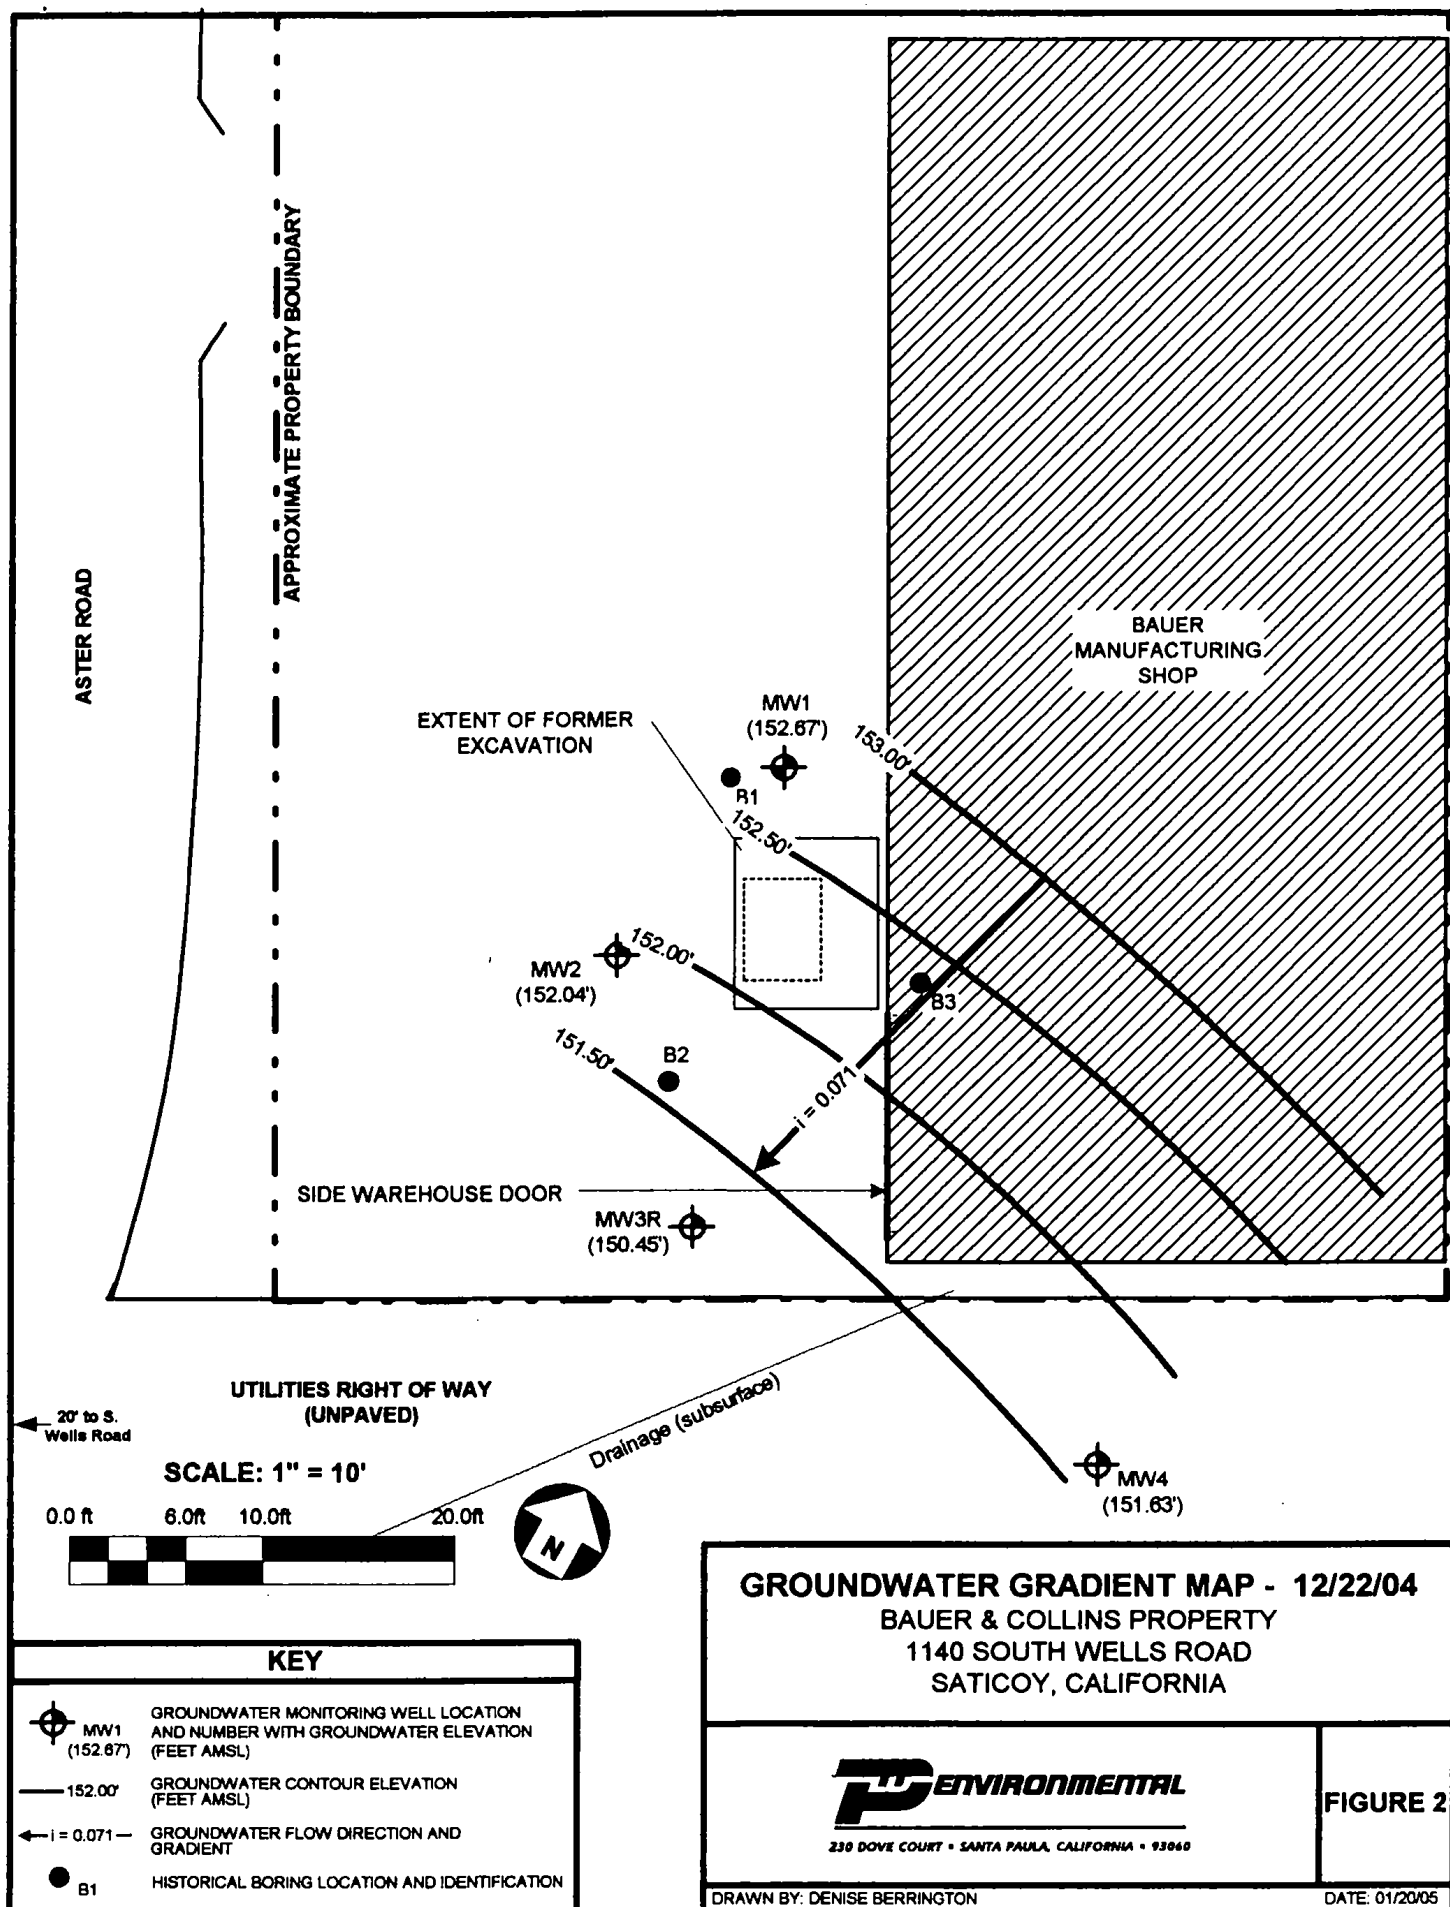 APPROXIMATE PROPERTY BOUNDARY
ASTER ROAD
BAUER
MANUFACTURING
SHOP
EXTENT OF FORMER
EXCAVATION
MW1
(152.67')
B1
153.00'
152.50'
152.00'
151.50'
MW2
(152.04')
B3
B2
i = 0.071
SIDE WAREHOUSE DOOR
MW3R
(150.45')
UTILITIES RIGHT OF WAY
(UNPAVED)
20' to S.
Wells Road
Drainage (subsurface)
SCALE: 1" = 10'
0.0 ft 6.0ft 10.0ft 20.0ft
N
MW4
(151.63')
GROUNDWATER GRADIENT MAP - 12/22/04
BAUER & COLLINS PROPERTY
1140 SOUTH WELLS ROAD
SATICOY, CALIFORNIA
KEY
MW1
(152.67')
GROUNDWATER MONITORING WELL LOCATION
AND NUMBER WITH GROUNDWATER ELEVATION
(FEET AMSL)
152.00'
GROUNDWATER CONTOUR ELEVATION
(FEET AMSL)
i = 0.071
GROUNDWATER FLOW DIRECTION AND
GRADIENT
B1
HISTORICAL BORING LOCATION AND IDENTIFICATION
PW ENVIRONMENTAL
230 DOVE COURT • SANTA PAULA, CALIFORNIA • 93060
FIGURE 2
DRAWN BY: DENISE BERRINGTON
DATE: 01/20/05